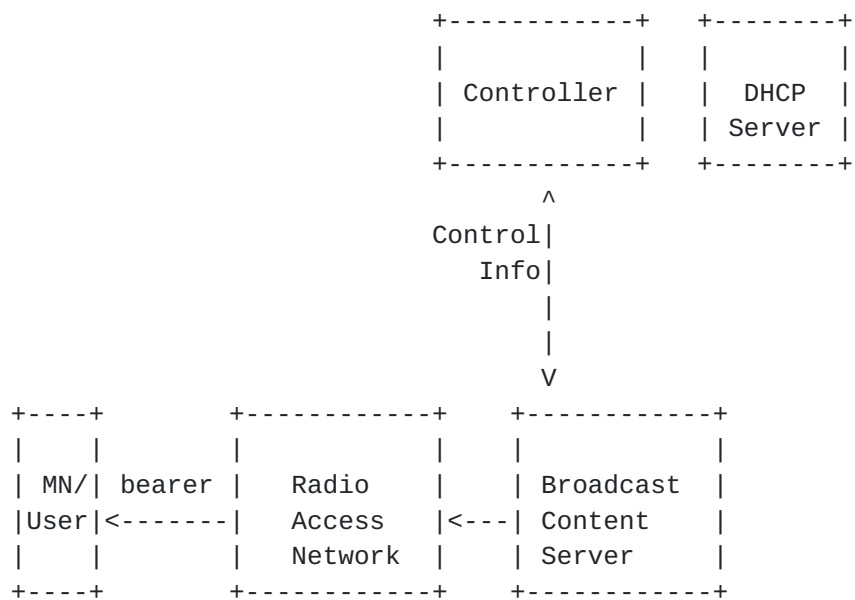 Controller DHCP
Server
Control
Info
MN/ bearer Radio Broadcast
User Access Content
Network Server